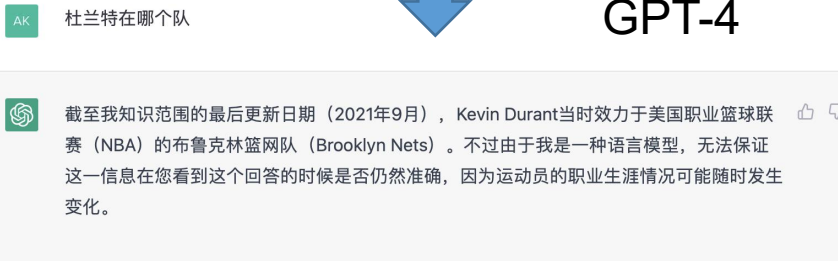 GPT-4
AK
杜兰特在哪个队
截至我知识范围的最后更新日期（2021年9月），Kevin Durant当时效力于美国职业篮球联
赛（NBA）的布鲁克林篮网队（Brooklyn Nets）。不过由于我是一种语言模型，无法保证
这一信息在您看到这个回答的时候是否仍然准确，因为运动员的职业生涯情况可能随时发生
变化。